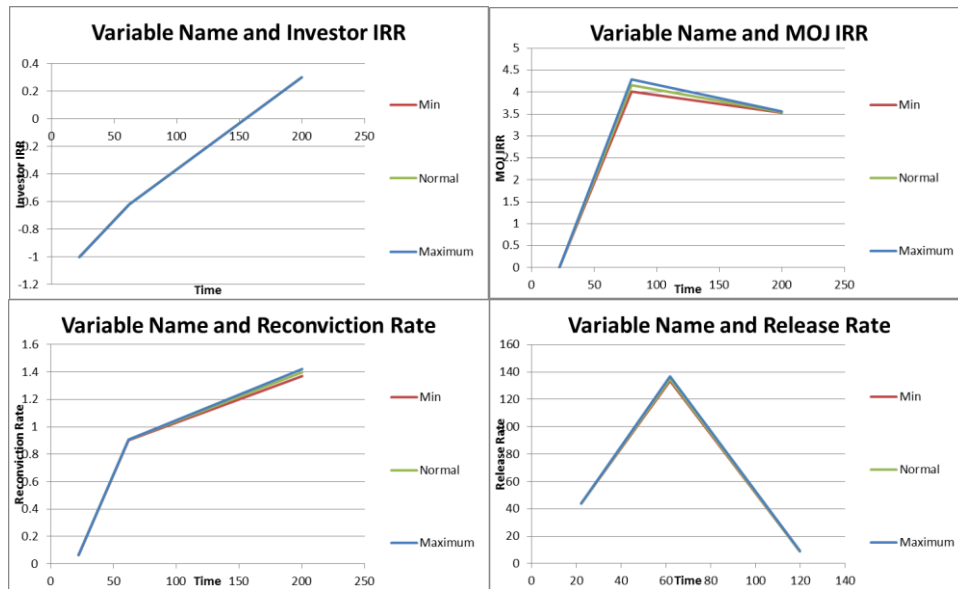 Variable Name and Investor IRR
0.4
0.2
0
0 50 100 150 200 250
-0.2
-0.4
-0.6
-0.8
-1
-1.2
Investor IRR
Time
Min
Normal
Maximum
Variable Name and MOJ IRR
5
4.5
4
3.5
3
2.5
2
1.5
1
0.5
0
0 50 100 150 200 250
MOJ IRR
Time
Min
Normal
Maximum
Variable Name and Reconviction Rate
1.6
1.4
1.2
1
0.8
0.6
0.4
0.2
0
0 50 100 150 200 250
Reconviction Rate
Time
Min
Normal
Maximum
Variable Name and Release Rate
160
140
120
100
80
60
40
20
0
0 20 40 60 80 100 120 140
Release Rate
Time
Min
Normal
Maximum